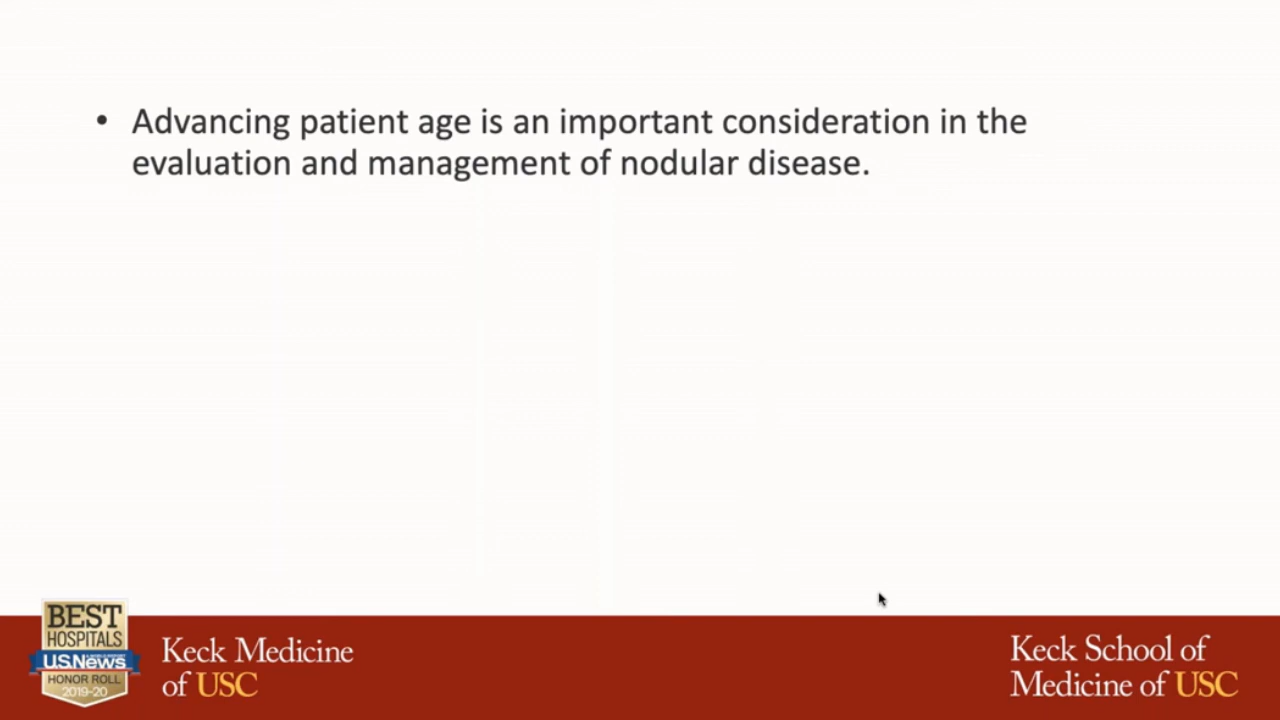 • Advancing patient age is an important consideration in the
evaluation and management of nodular disease.
BEST
HOSPITALS
U.S.News
HONOR ROLL
2019-20
Keck Medicine
of USC
Keck School of
Medicine of USC